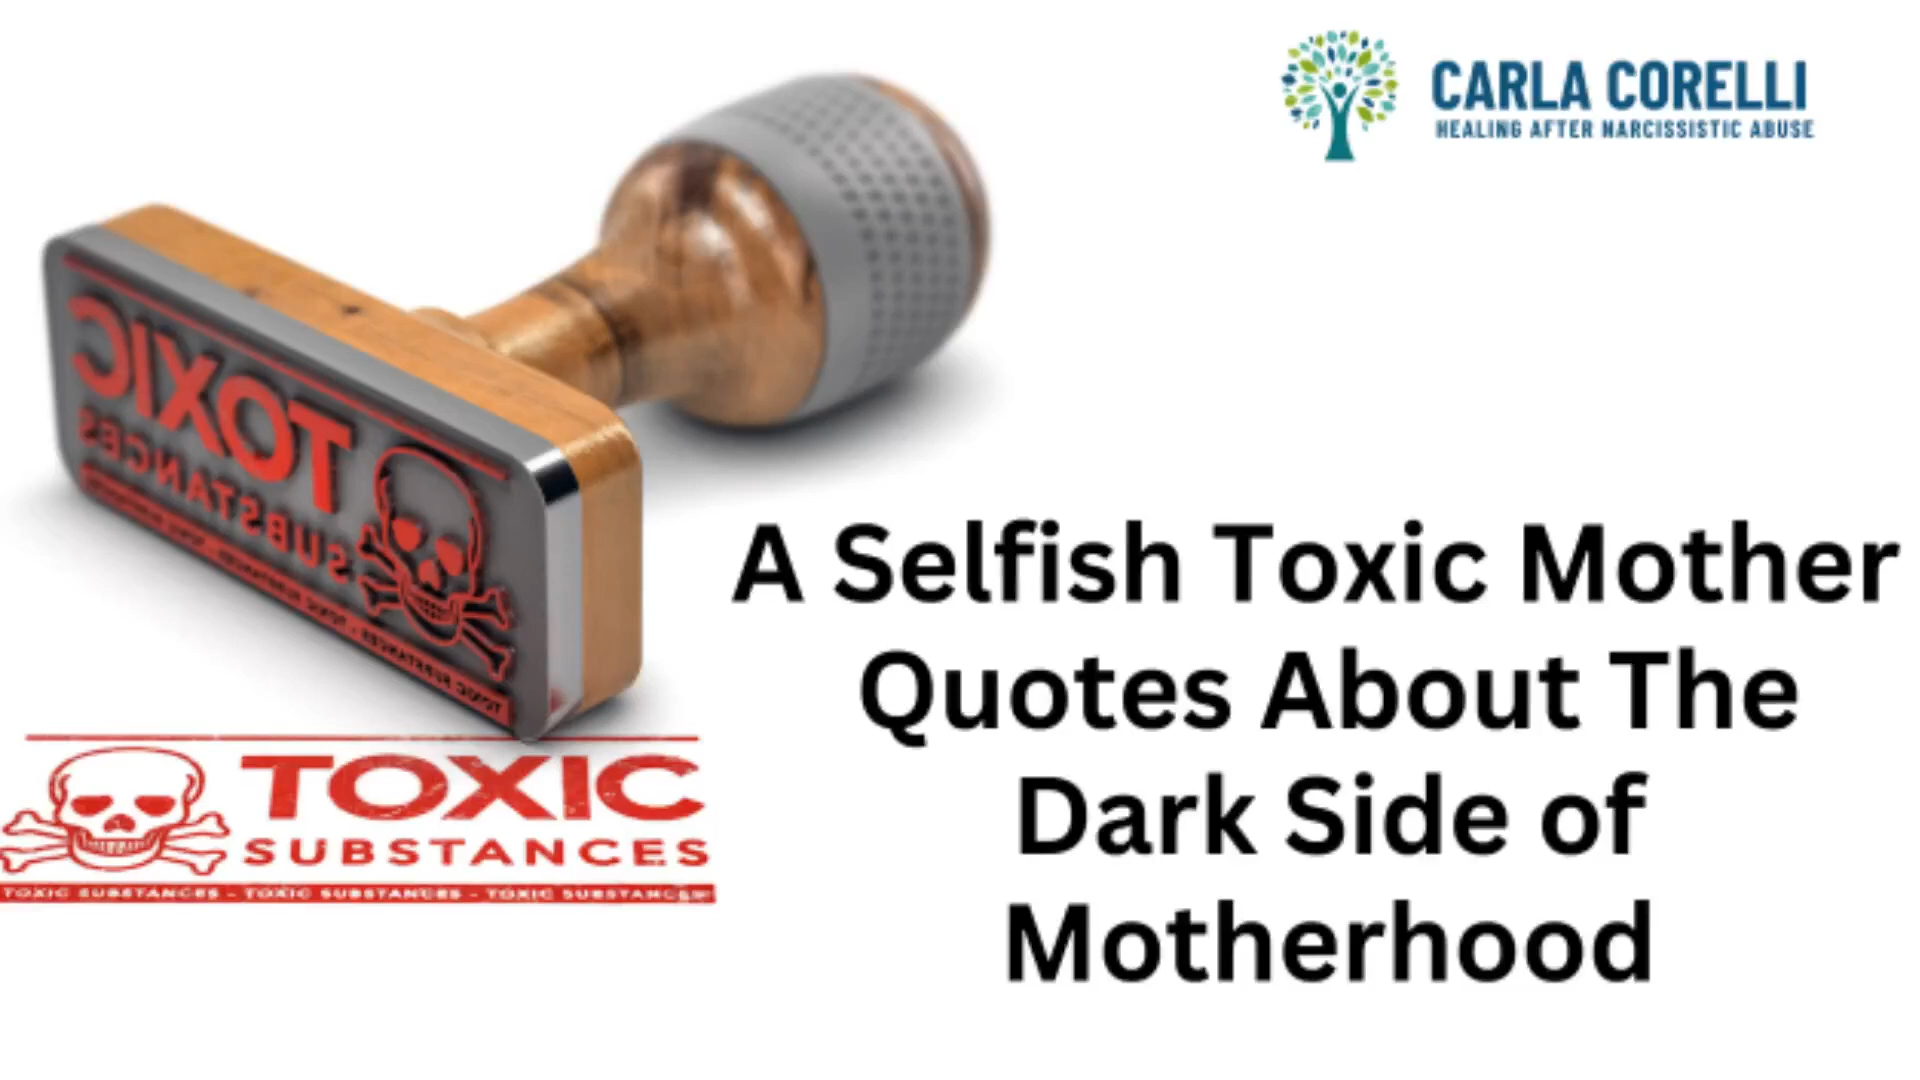 CARLA CORELLI
HEALING AFTER NARCISSISTIC ABUSE
TOXIC
SUBSTANCES
A Selfish Toxic Mother
Quotes About The
Dark Side of
Motherhood
TOXIC
SUBSTANCES
TOXIC SUBSTANCES - TOXIC SUBSTANCES - TOXIC SUBSTANCES